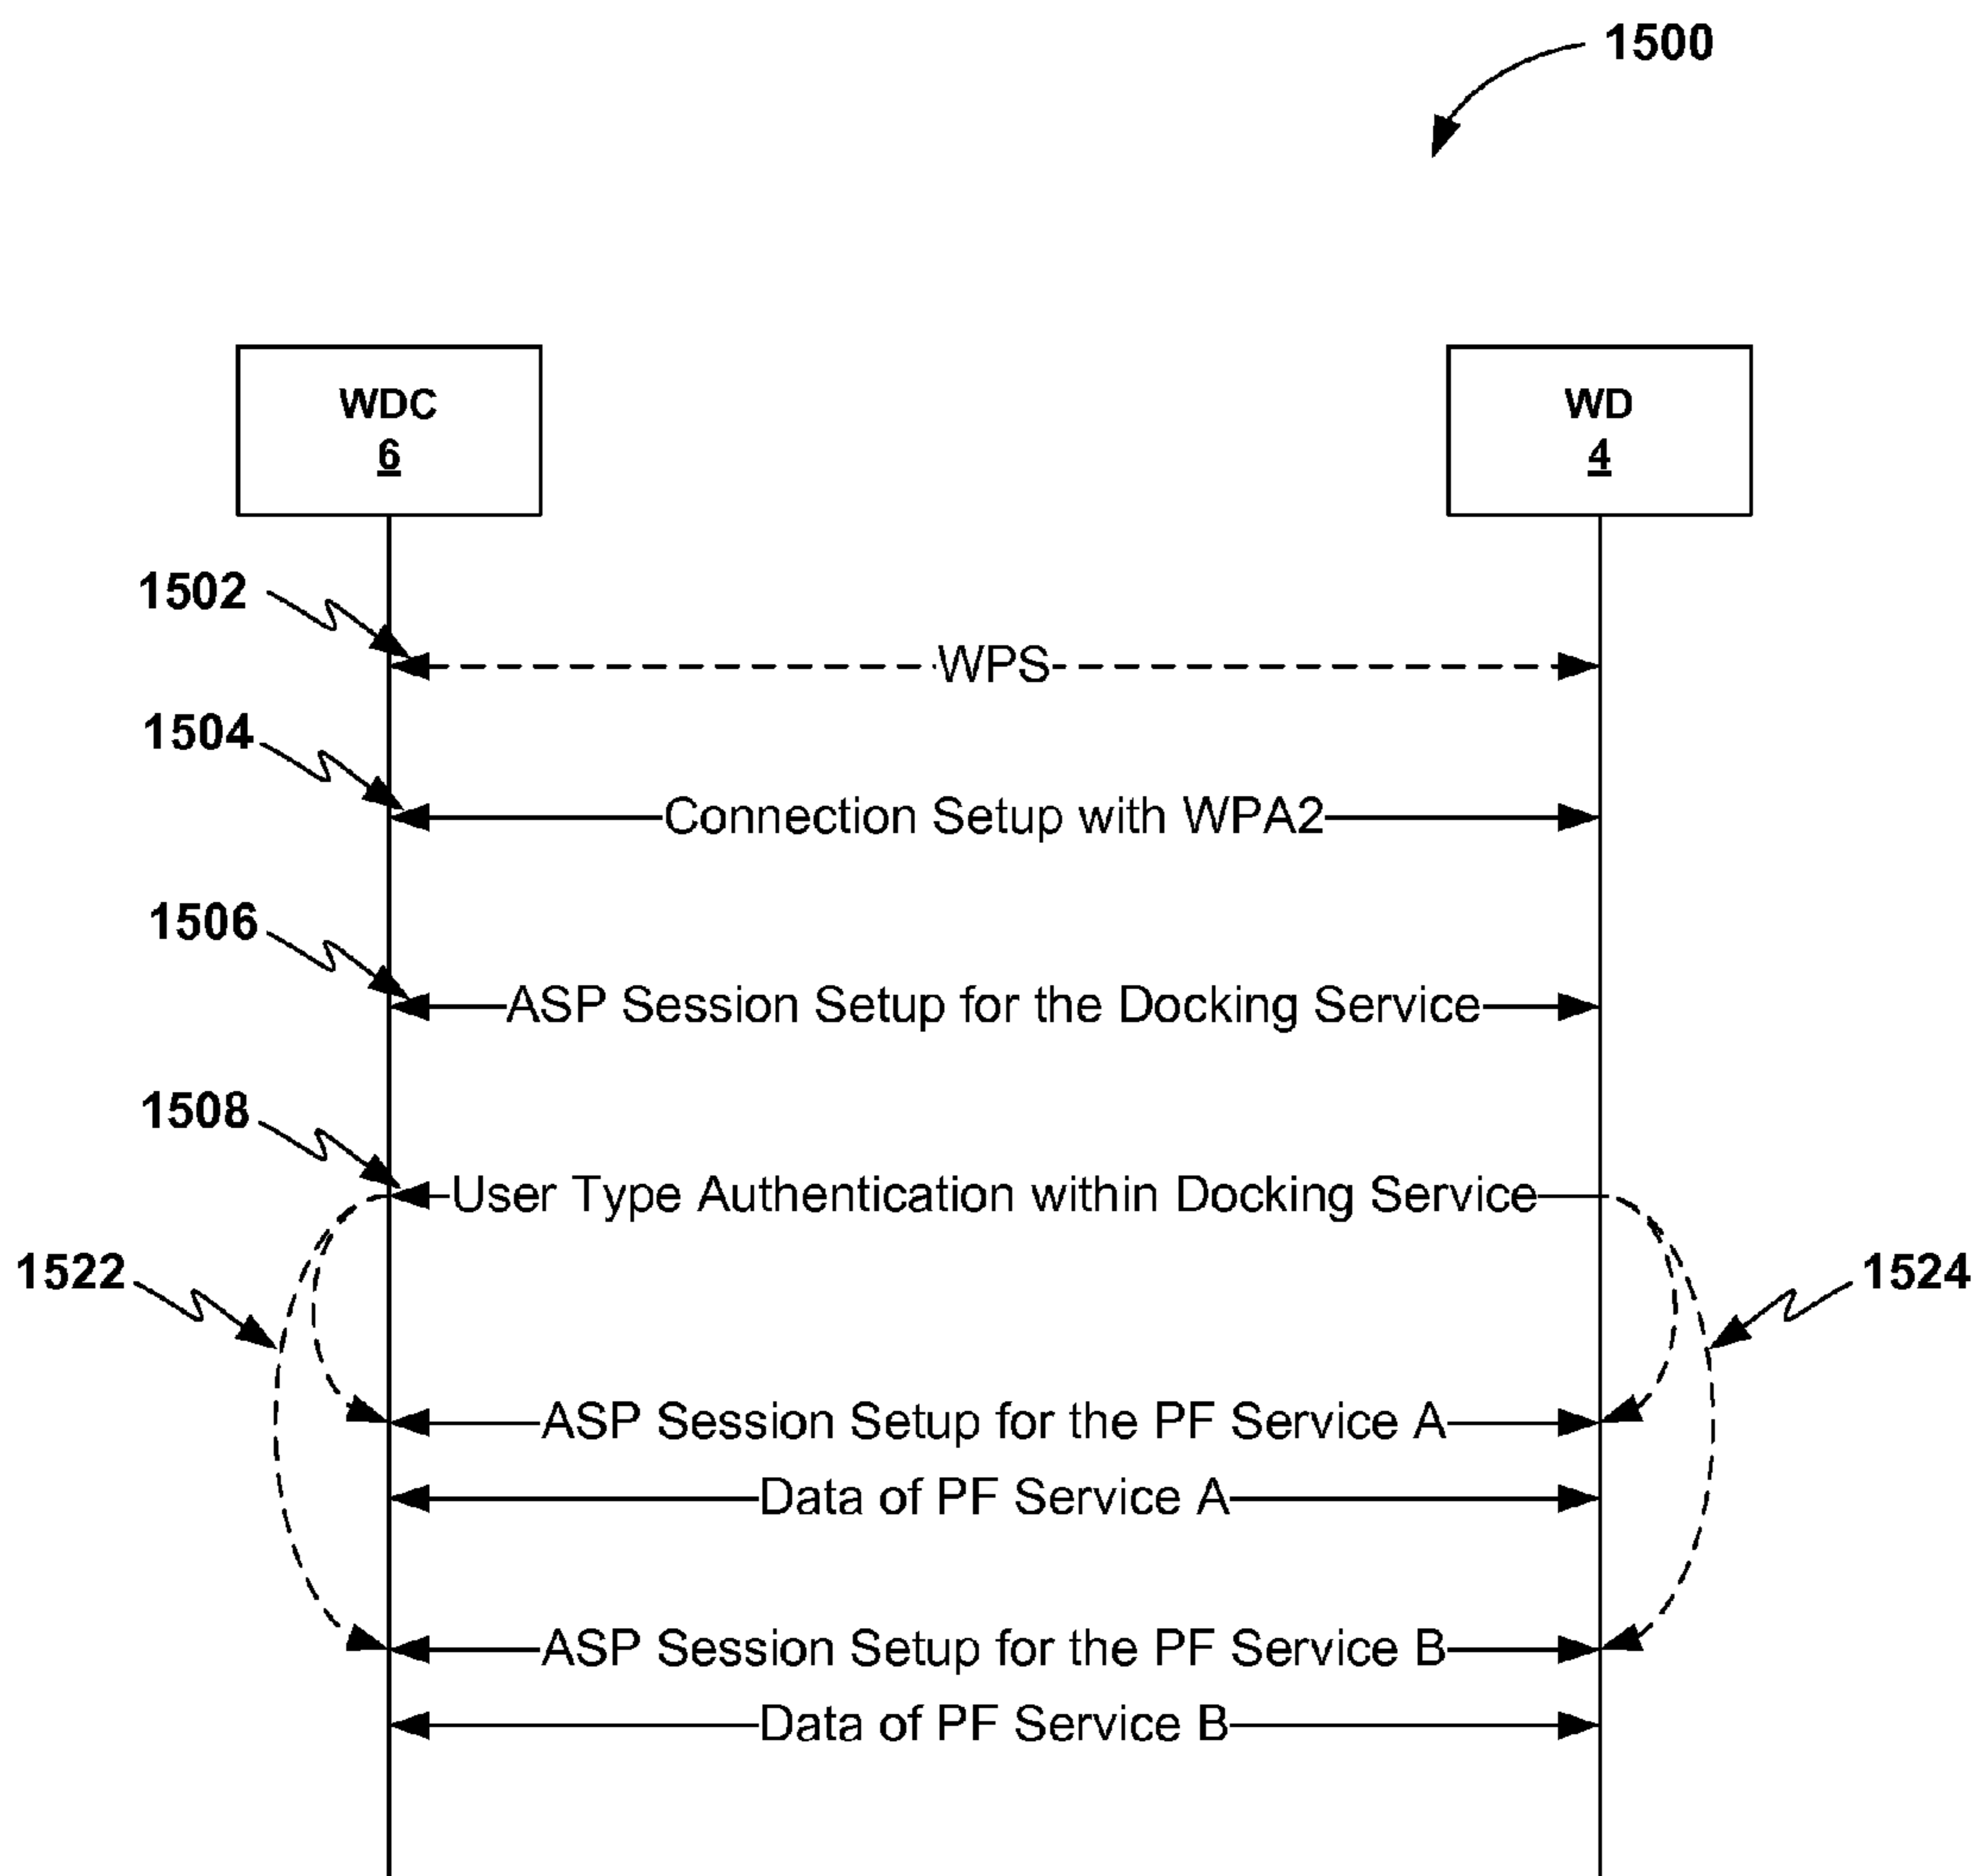 1500
WDC
6
WD
4
1502
WPS
1504
Connection Setup with WPA2
1506
ASP Session Setup for the Docking Service
1508
User Type Authentication within Docking Service
1522
1524
ASP Session Setup for the PF Service A
Data of PF Service A
ASP Session Setup for the PF Service B
Data of PF Service B